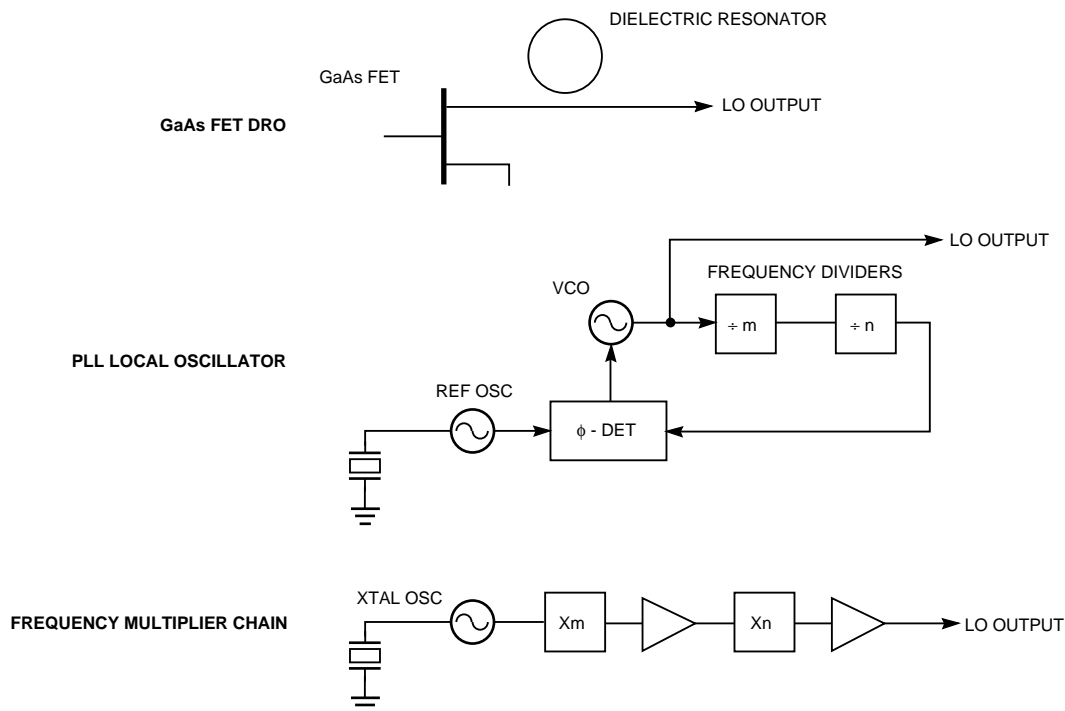 DIELECTRIC RESONATOR
GaAs FET
LO OUTPUT
GaAs FET DRO
LO OUTPUT
FREQUENCY DIVIDERS
VCO
÷ m
÷ n
PLL LOCAL OSCILLATOR
REF OSC
ϕ - DET
XTAL OSC
FREQUENCY MULTIPLIER CHAIN
Xm
Xn
LO OUTPUT